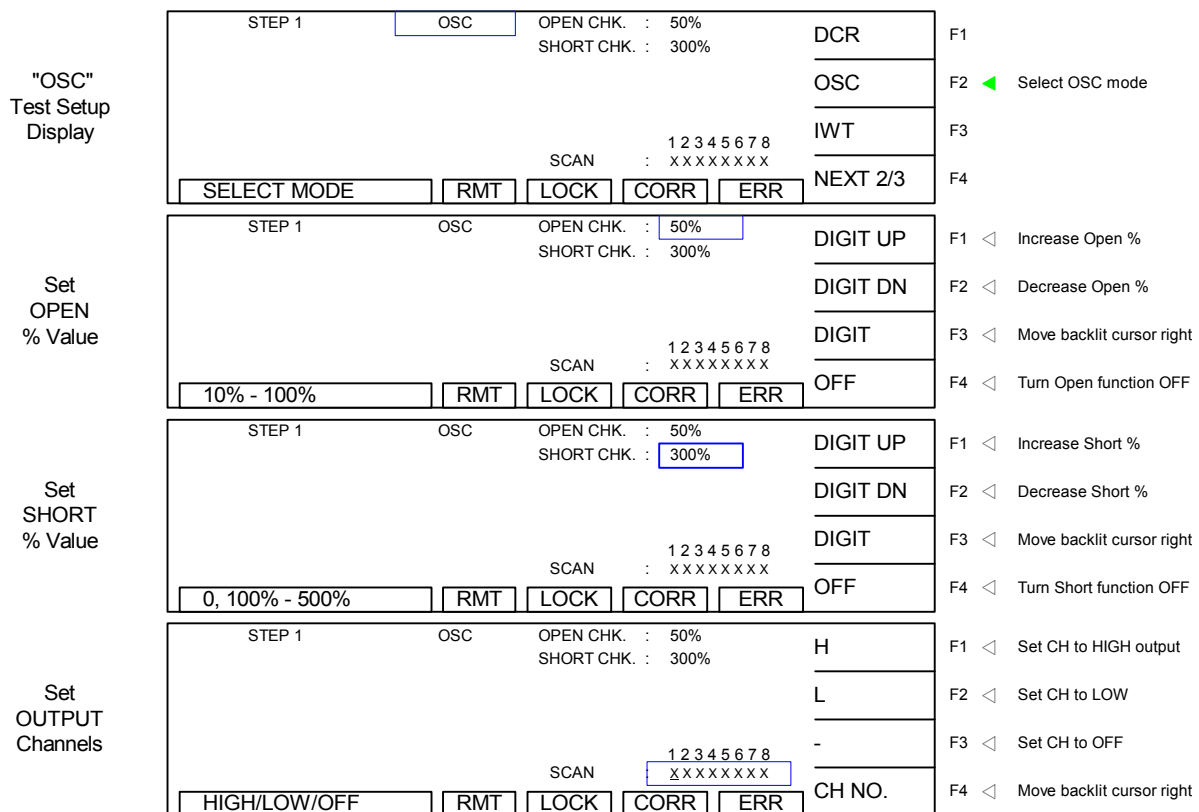 "OSC"
Test Setup
Display
STEP 1 OSC OPEN CHK. : 50%
SHORT CHK. : 300%
1 2 3 4 5 6 7 8
SCAN : X X X X X X X X
SELECT MODE RMT LOCK CORR ERR
DCR F1
OSC F2 Select OSC mode
IWT F3
NEXT 2/3 F4
Set
OPEN
% Value
STEP 1 OSC OPEN CHK. : 50%
SHORT CHK. : 300%
1 2 3 4 5 6 7 8
SCAN : X X X X X X X X
10% - 100% RMT LOCK CORR ERR
DIGIT UP F1 Increase Open %
DIGIT DN F2 Decrease Open %
DIGIT F3 Move backlit cursor right
OFF F4 Turn Open function OFF
Set
SHORT
% Value
STEP 1 OSC OPEN CHK. : 50%
SHORT CHK. : 300%
1 2 3 4 5 6 7 8
SCAN : X X X X X X X X
0, 100% - 500% RMT LOCK CORR ERR
DIGIT UP F1 Increase Short %
DIGIT DN F2 Decrease Short %
DIGIT F3 Move backlit cursor right
OFF F4 Turn Short function OFF
Set
OUTPUT
Channels
STEP 1 OSC OPEN CHK. : 50%
SHORT CHK. : 300%
1 2 3 4 5 6 7 8
SCAN : X X X X X X X X
HIGH/LOW/OFF RMT LOCK CORR ERR
H F1 Set CH to HIGH output
L F2 Set CH to LOW
- F3 Set CH to OFF
CH NO. F4 Move backlit cursor right